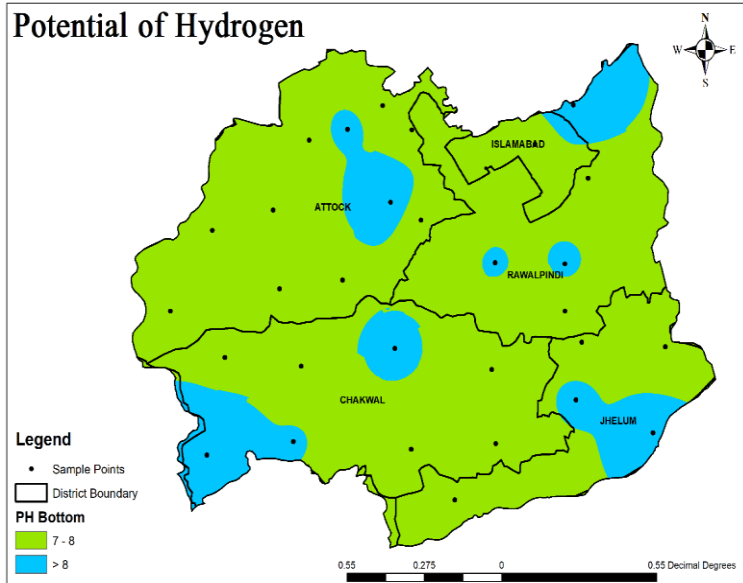 Potential of Hydrogen
N
W E
S
ISLAMABAD
ATTOCK
RAWALPINDI
CHAKWAL
JHELUM
Legend
Sample Points
District Boundary
PH Bottom
7 - 8
> 8
0.55 0.275 0 0.55 Decimal Degrees